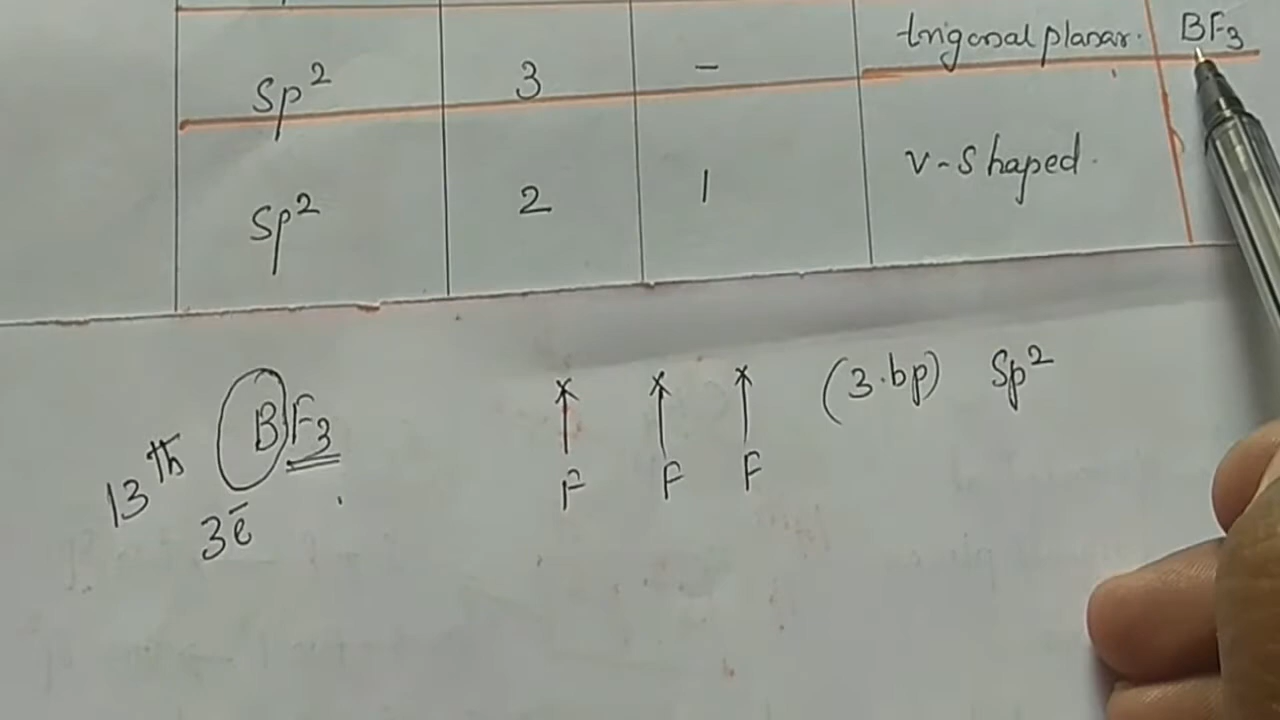 Sp² 3 – trigonal planar. BF₃
Sp² 2 1 V-Shaped.
13th BF₃ (3.bp) Sp²
3ē F F F